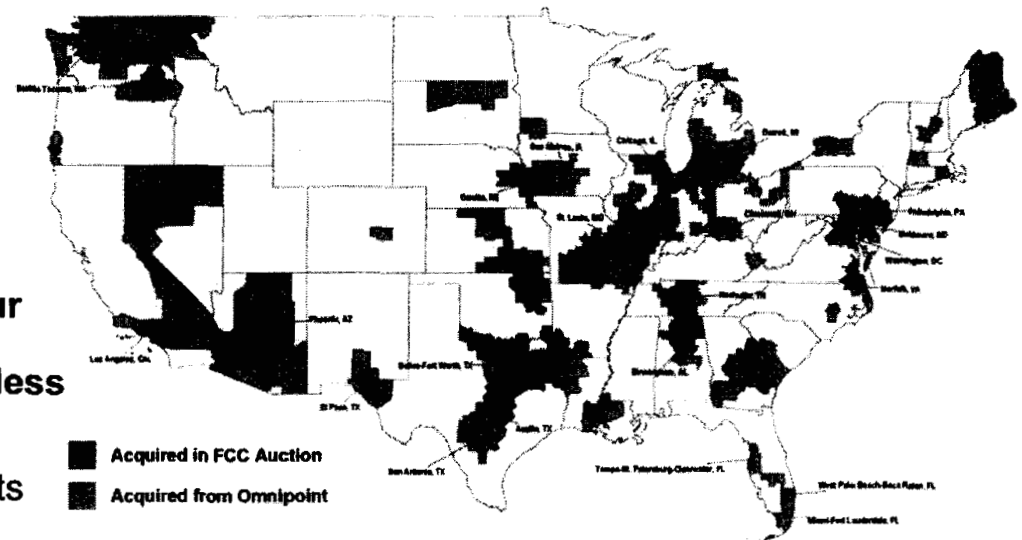 Seattle-Tacoma, WA
Des Moines, IA
Chicago, IL
Detroit, MI
Omaha, NE
St. Louis, MO
Cincinnati, OH
Philadelphia, PA
Baltimore, MD
Washington, DC
Norfolk, VA
Nashville, TN
ur
Phoenix, AZ
Los Angeles, CA
Dallas-Fort Worth, TX
less
Birmingham, AL
El Paso, TX
Austin, TX
Acquired in FCC Auction
San Antonio, TX
Tampa-St. Petersburg-Clearwater, FL
ts
Acquired from Omnipoint
West Palm Beach-Boca Raton, FL
Miami-Fort Lauderdale, FL